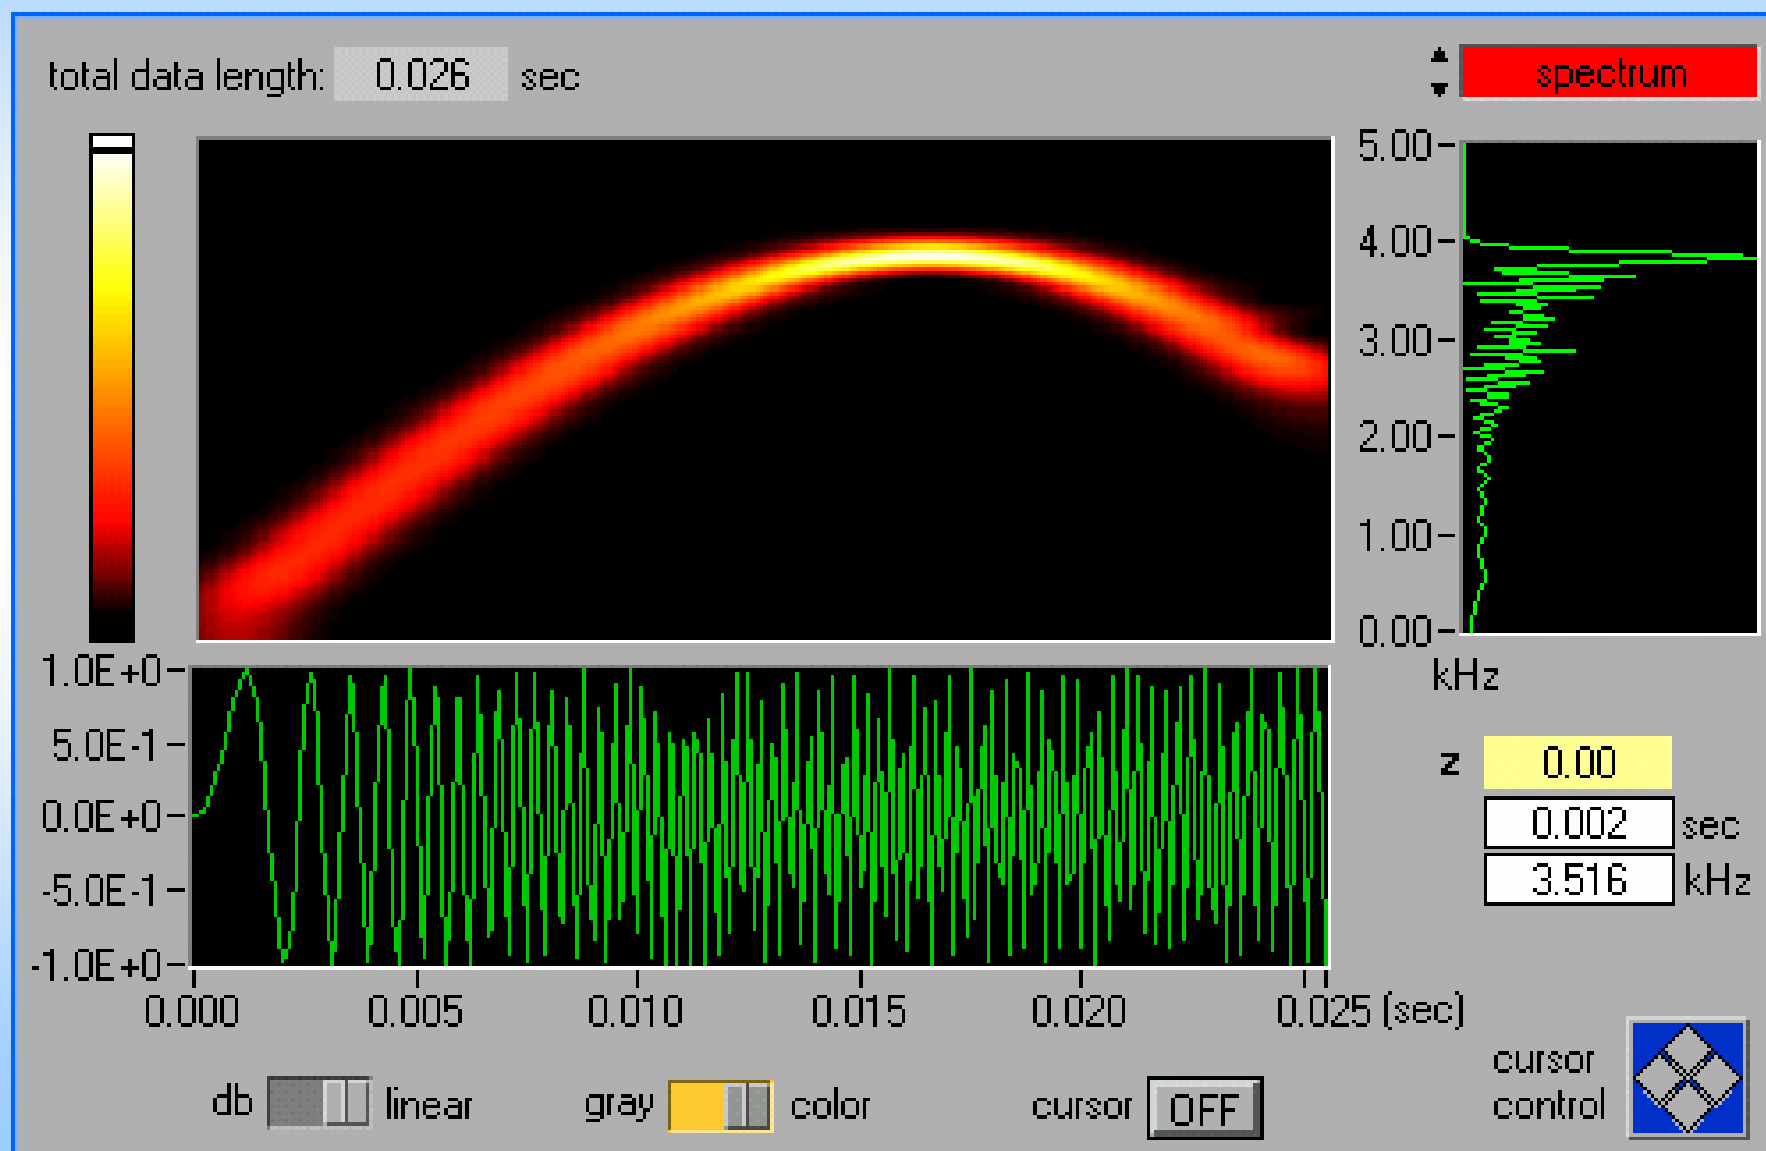 total data length: 0.026 sec
spectrum
5.00
4.00
3.00
2.00
1.00
0.00
kHz
1.0E+0
5.0E-1
0.0E+0
-5.0E-1
-1.0E+0
0.000 0.005 0.010 0.015 0.020 0.025 (sec)
z 0.00
0.002 sec
3.516 kHz
db linear gray color cursor OFF
cursor control